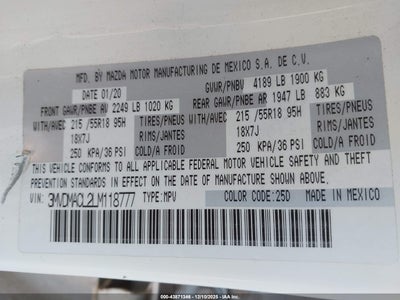 MFD. BY MAZDA MOTOR MANUFACTURING DE MEXICO S.A. DE C.V.
DATE 01/20 GVWR/PNBV 4189 LB 1900 KG
FRONT GAWR/PNBE AV 2249 LB 1020 KG REAR GAWR/PNBE AR 1947 LB 883 KG
WITH/AVEC 215 /55R18 95H TIRES/PNEUS WITH/AVEC 215 /55R18 95H TIRES/PNEUS
18X7J RIMS/JANTES 18X7J RIMS/JANTES
250 KPA/36 PSI COLD/A FROID 250 KPA/36 PSI COLD/A FROID
THIS VEHICLE CONFORMS TO ALL APPLICABLE FEDERAL MOTOR VEHICLE SAFETY AND THEFT
PREVENTION STANDARDS IN EFFECT ON THE DATE OF MANUFACTURE SHOWN ABOVE.
VIN: 3MVDMACL2LM118777 TYPE: MPV COLOR CODE: 25D MADE IN MEXICO
500-43871346 - 12/10/2025 - IAA Inc.